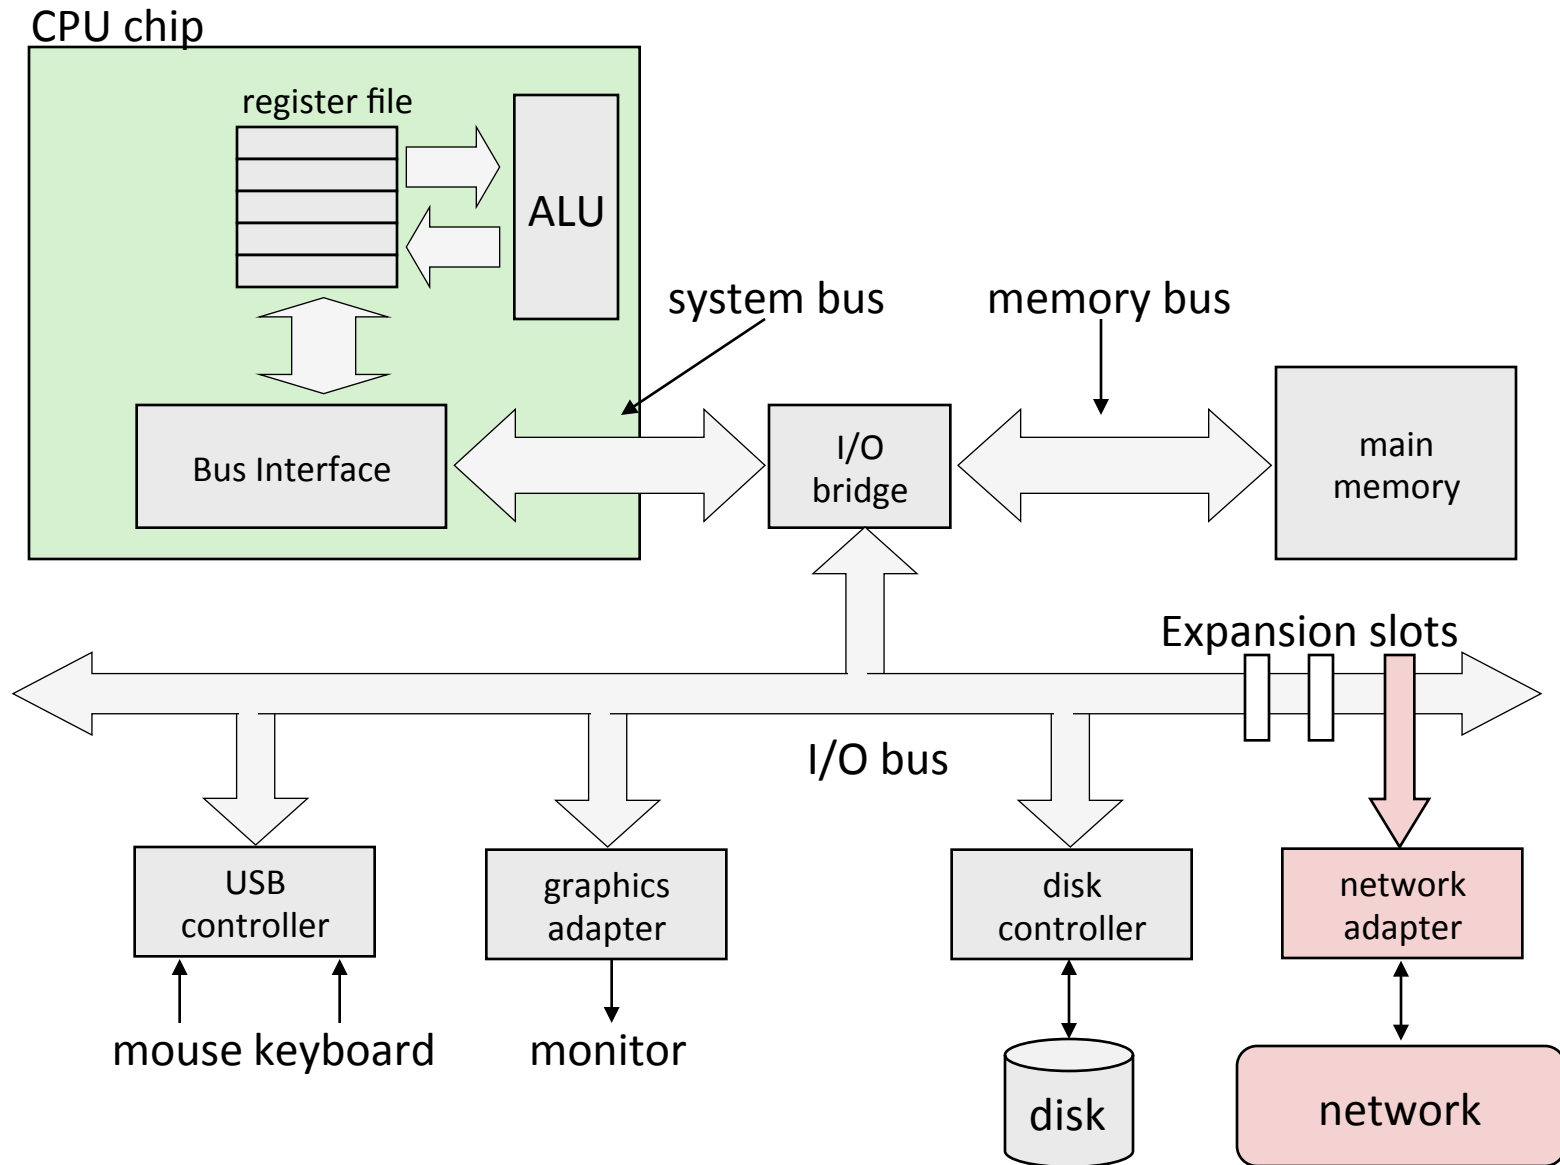 CPU chip
register file
ALU
system bus
memory bus
Bus Interface
I/O
bridge
main
memory
Expansion slots
I/O bus
USB
controller
graphics
adapter
disk
controller
network
adapter
mouse keyboard
monitor
disk
network